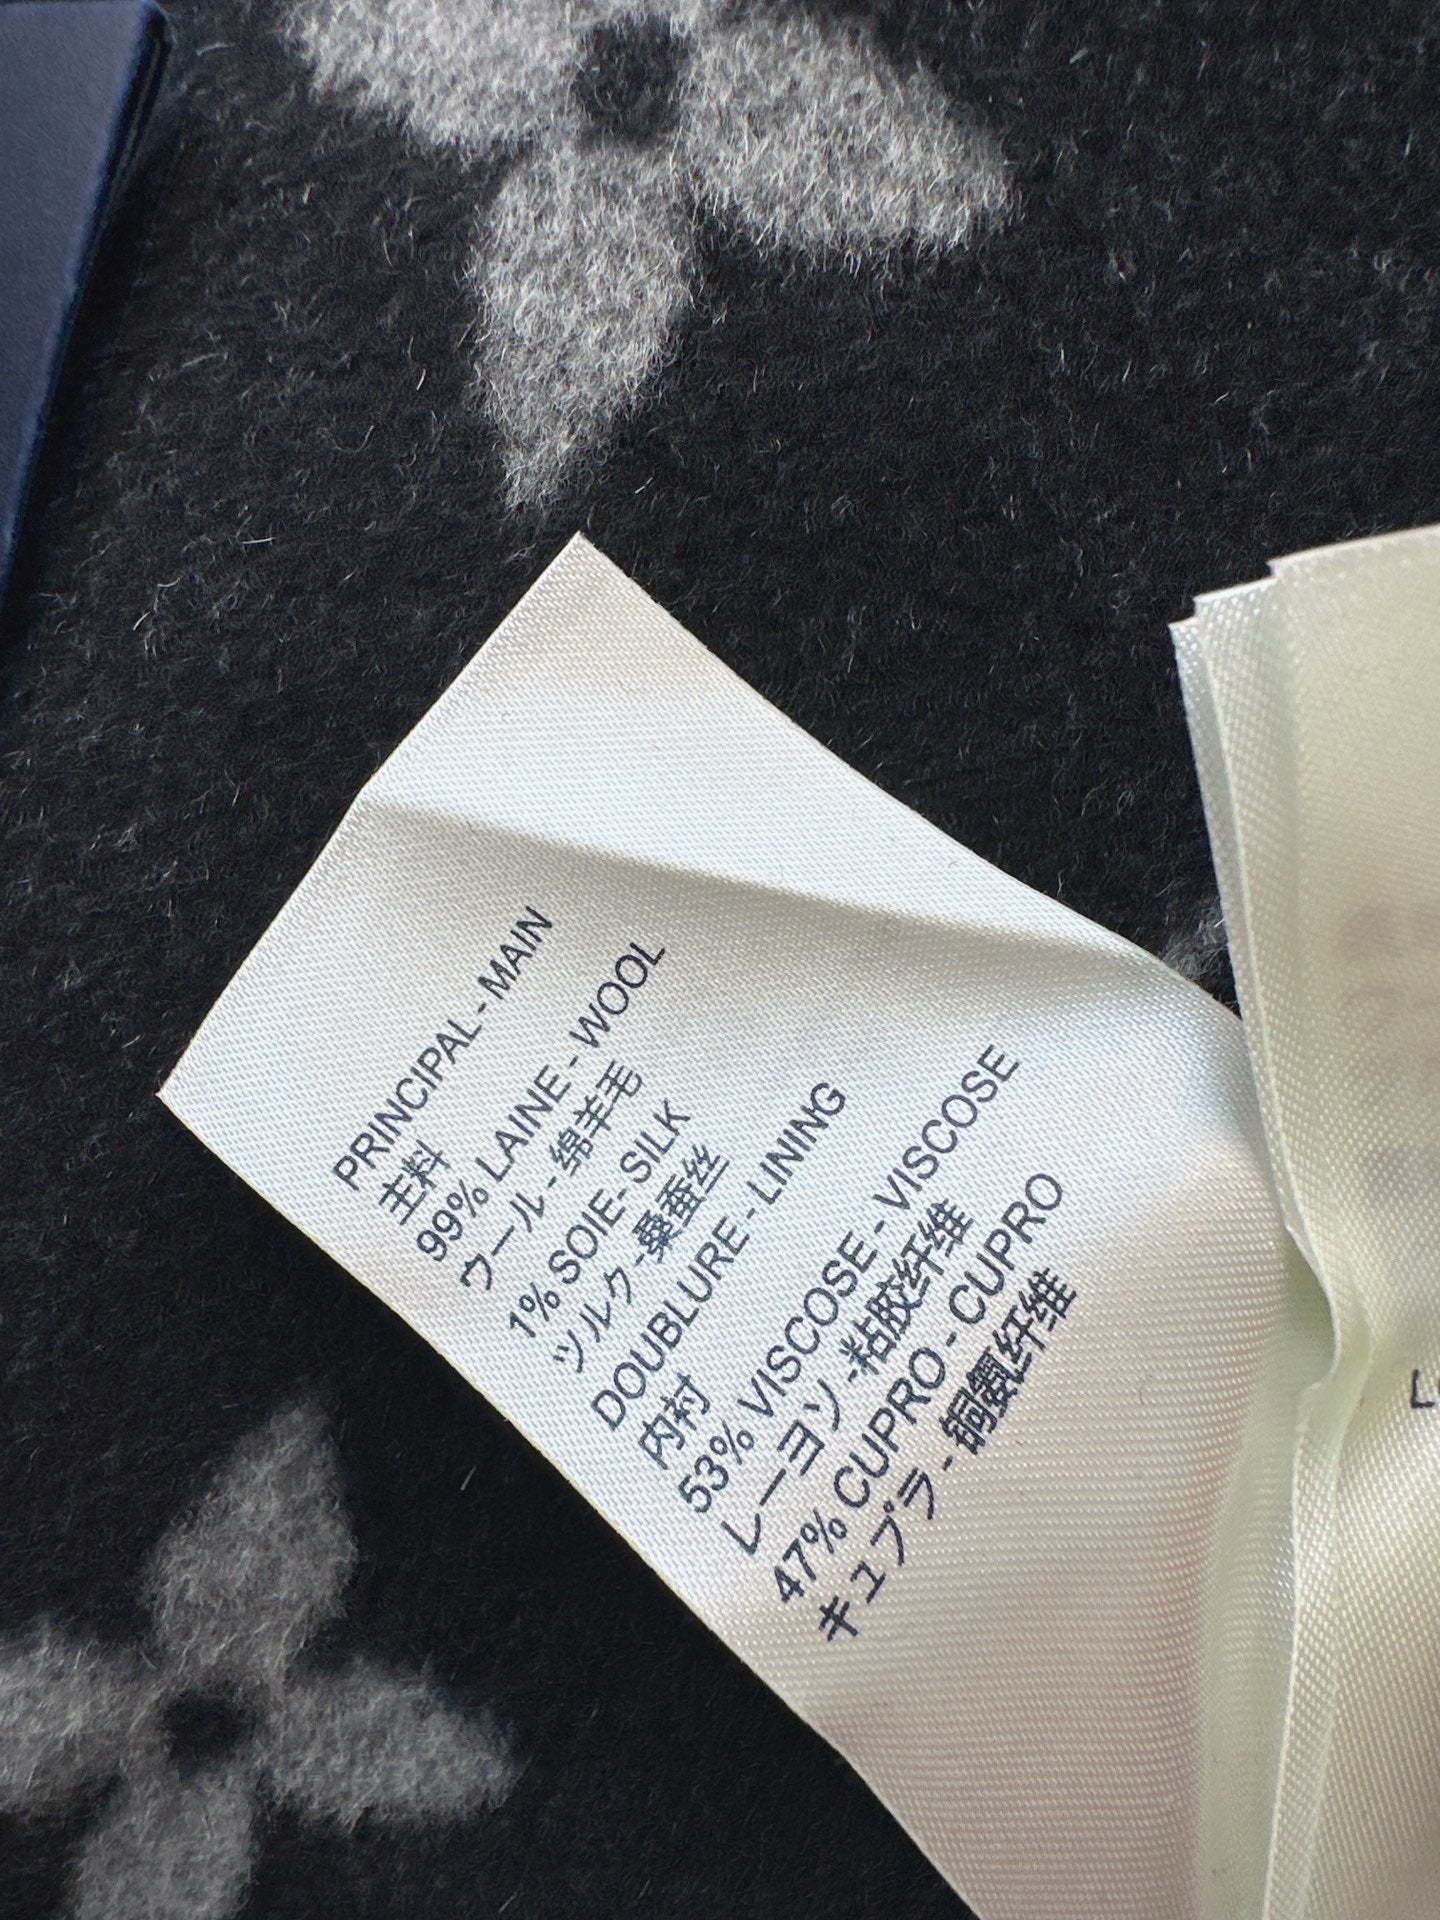 PRINCIPAL - MAIN
主料
99% LAINE - WOOL
ウール - 绵羊毛
1% SOIE- SILK
ツルク -桑蚕丝
DOUBLURE - LINING
内衬
53% VISCOSE - VISCOSE
レーヨソ -粘胶纤维
47% CUPRO - CUPRO
キュプラ - 铜氨纤维